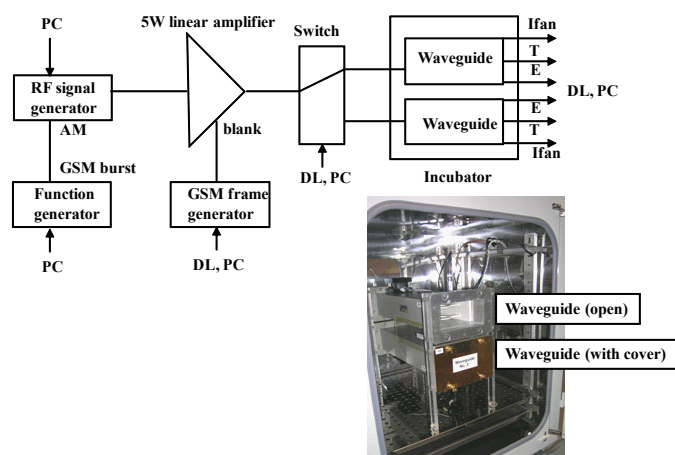 PC
5W linear amplifier
Switch
RF signal
generator
AM
GSM burst
Function
generator
PC
blank
GSM frame
generator
DL, PC
DL, PC
Waveguide
Waveguide
Incubator
Ifan
T
E
DL, PC
E
T
Ifan
Waveguide (open)
Waveguide (with cover)
Waveguide